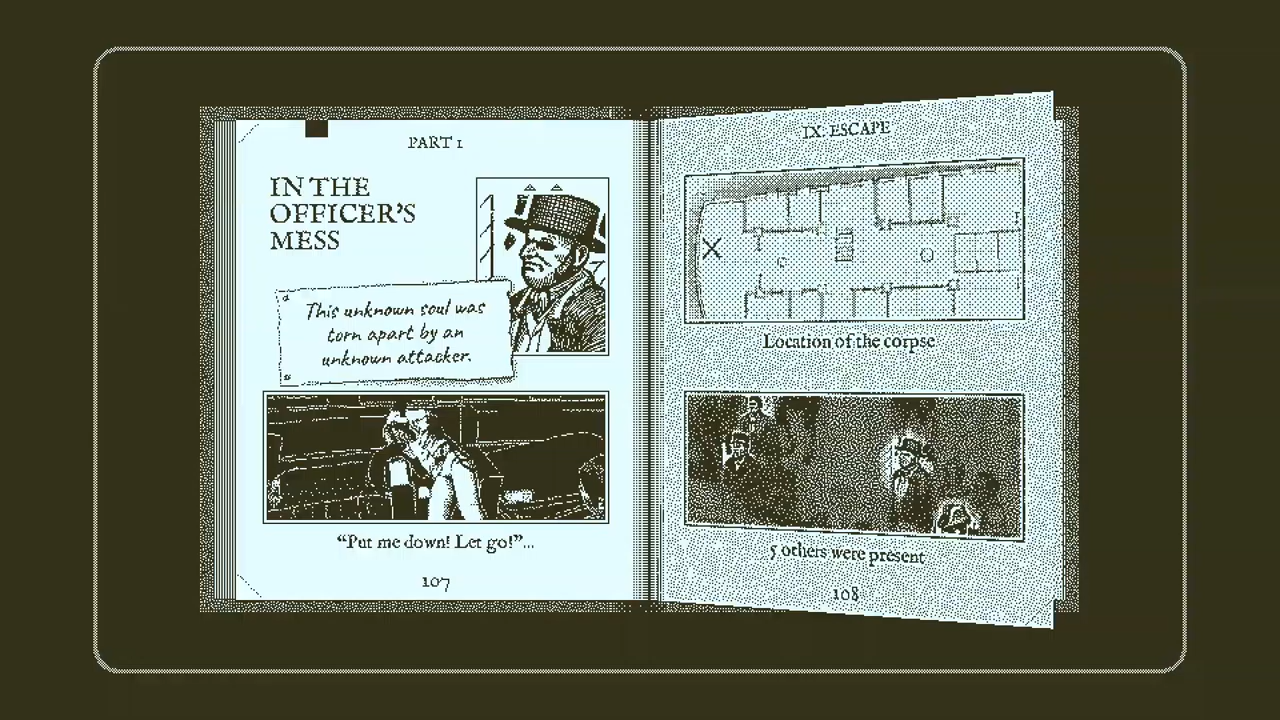 PART 1
IN THE
OFFICER'S
MESS
This unknown soul was
torn apart by an
unknown attacker.
“Put me down! Let go!”...
107
IX: ESCAPE
Location of the corpse
5 others were present
108